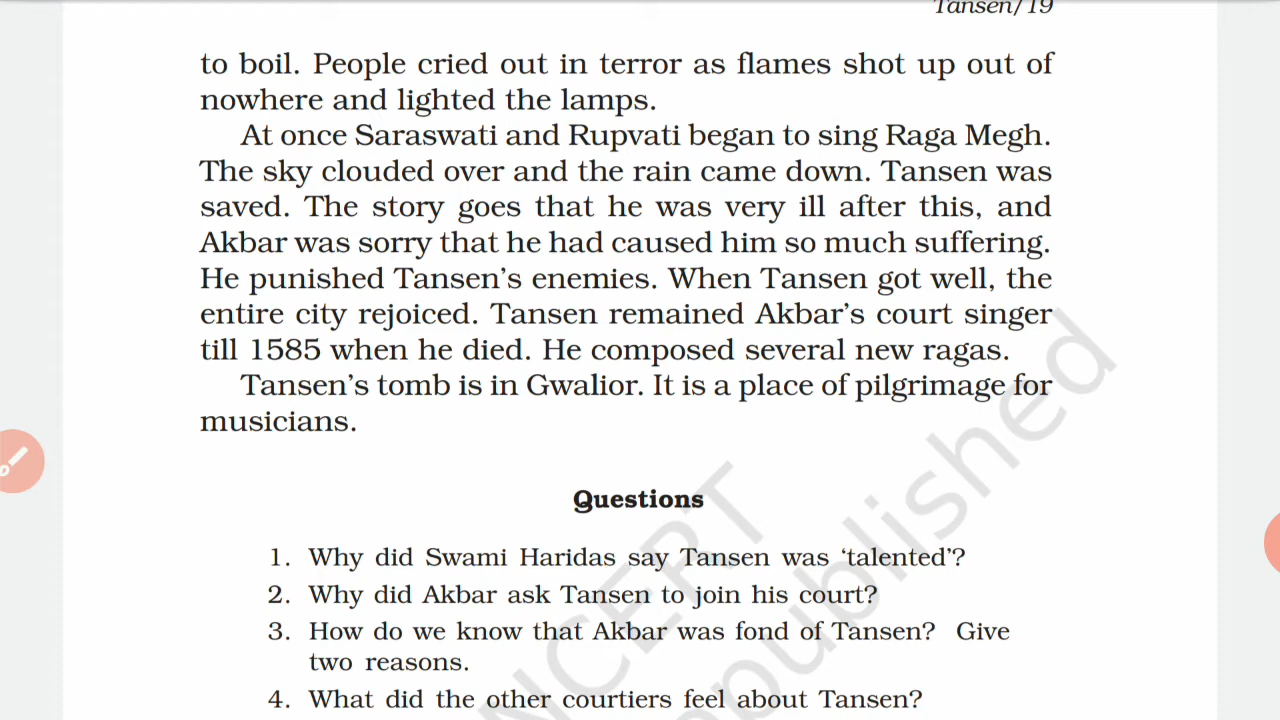 Tansen/19
to boil. People cried out in terror as flames shot up out of
nowhere and lighted the lamps.
At once Saraswati and Rupvati began to sing Raga Megh.
The sky clouded over and the rain came down. Tansen was
saved. The story goes that he was very ill after this, and
Akbar was sorry that he had caused him so much suffering.
He punished Tansen's enemies. When Tansen got well, the
entire city rejoiced. Tansen remained Akbar's court singer
till 1585 when he died. He composed several new ragas.
Tansen's tomb is in Gwalior. It is a place of pilgrimage for
musicians.
Questions
1. Why did Swami Haridas say Tansen was ‘talented’?
2. Why did Akbar ask Tansen to join his court?
3. How do we know that Akbar was fond of Tansen? Give
two reasons.
4. What did the other courtiers feel about Tansen?
NCERT
republished